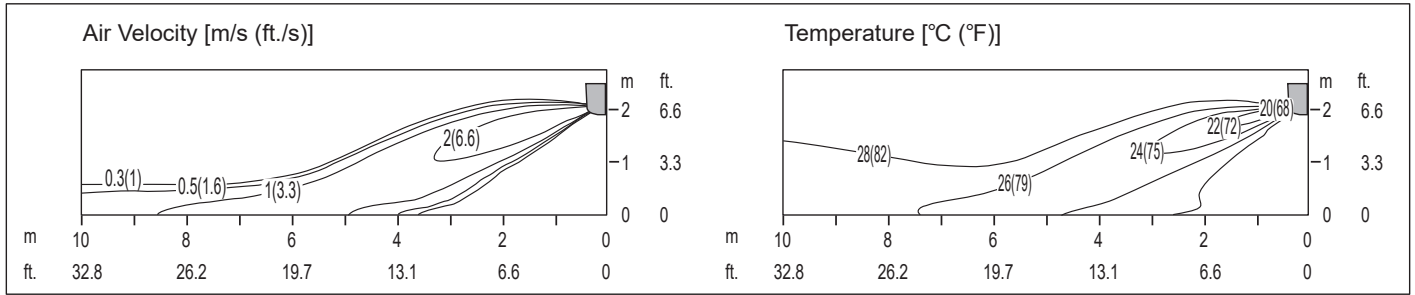 Air Velocity [m/s (ft./s)]
m ft.
2 6.6
2(6.6)
1 3.3
0.3(1) 0.5(1.6) 1(3.3)
0 0
m 10 8 6 4 2 0
ft. 32.8 26.2 19.7 13.1 6.6 0
Temperature [°C (°F)]
m ft.
20(68) 2 6.6
22(72)
28(82) 24(75) 1 3.3
26(79)
0 0
m 10 8 6 4 2 0
ft. 32.8 26.2 19.7 13.1 6.6 0